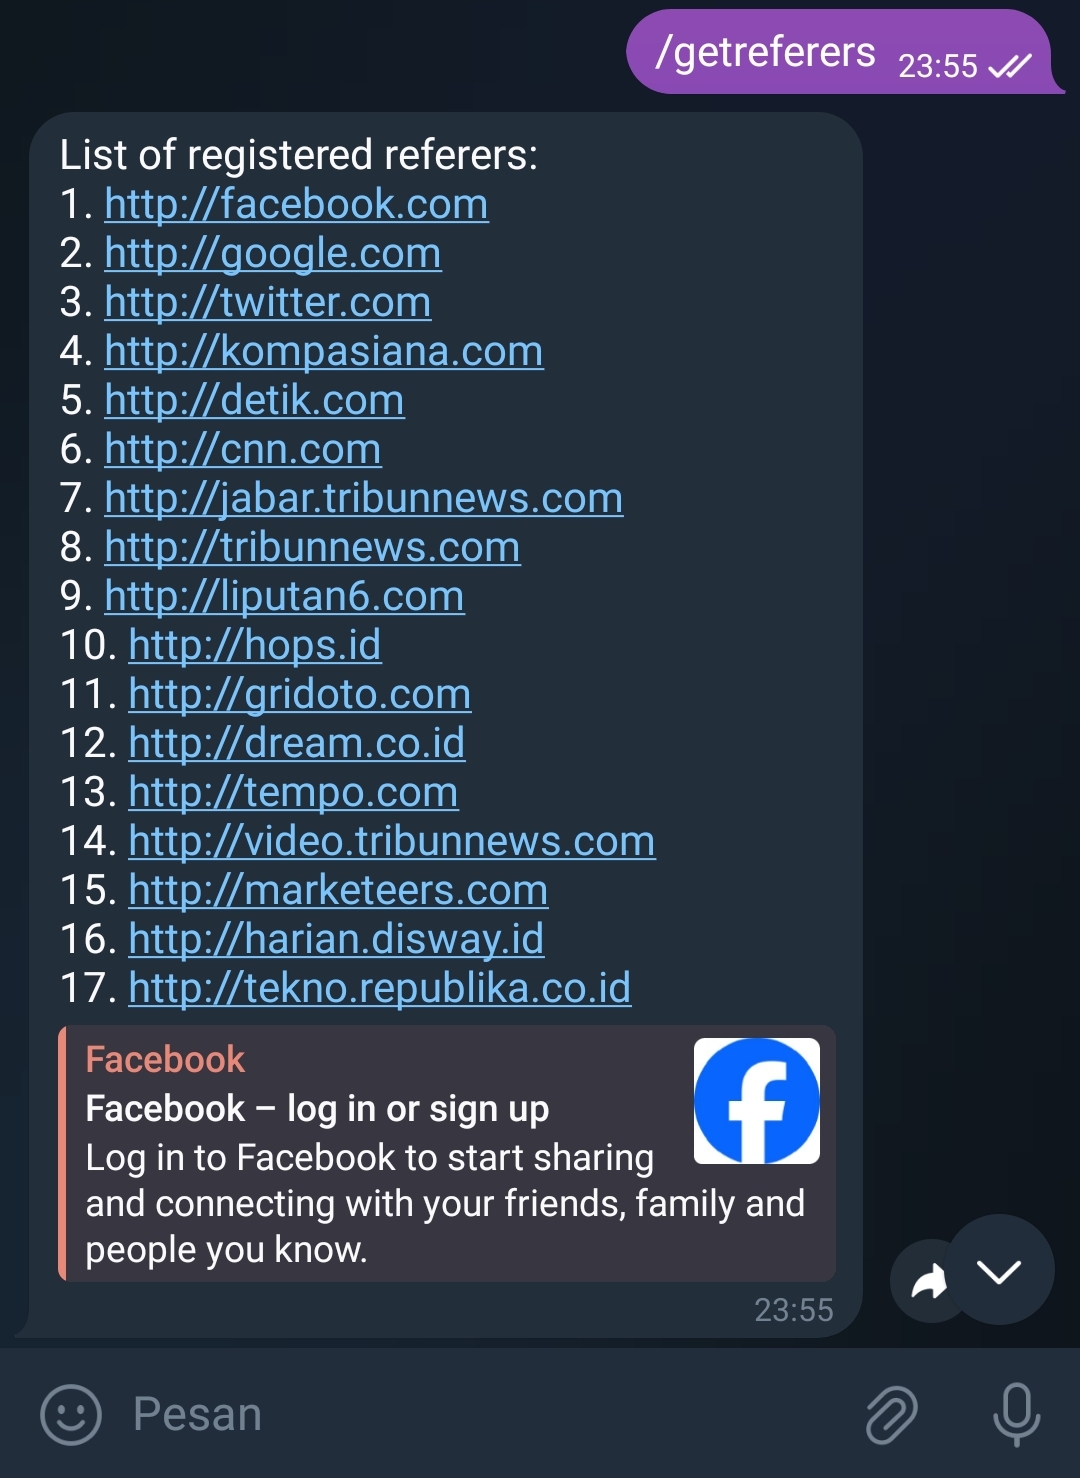 /getreferers 23:55
List of registered referers:
1. http://facebook.com
2. http://google.com
3. http://twitter.com
4. http://kompasiana.com
5. http://detik.com
6. http://cnn.com
7. http://jabar.tribunnews.com
8. http://tribunnews.com
9. http://liputan6.com
10. http://hops.id
11. http://gridoto.com
12. http://dream.co.id
13. http://tempo.com
14. http://video.tribunnews.com
15. http://marketeers.com
16. http://harian.disway.id
17. http://tekno.republika.co.id
Facebook
Facebook – log in or sign up
Log in to Facebook to start sharing
and connecting with your friends, family and
people you know.
23:55
Pesan